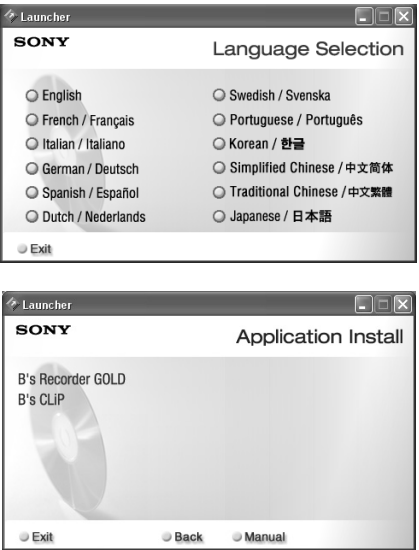 Launcher
SONY
Language Selection
English
French / Français
Italian / Italiano
German / Deutsch
Spanish / Español
Dutch / Nederlands
Swedish / Svenska
Portuguese / Português
Korean / 한글
Simplified Chinese / 中文简体
Traditional Chinese / 中文繁體
Japanese / 日本語
Exit
Launcher
SONY
Application Install
B's Recorder GOLD
B's CLiP
Exit
Back
Manual